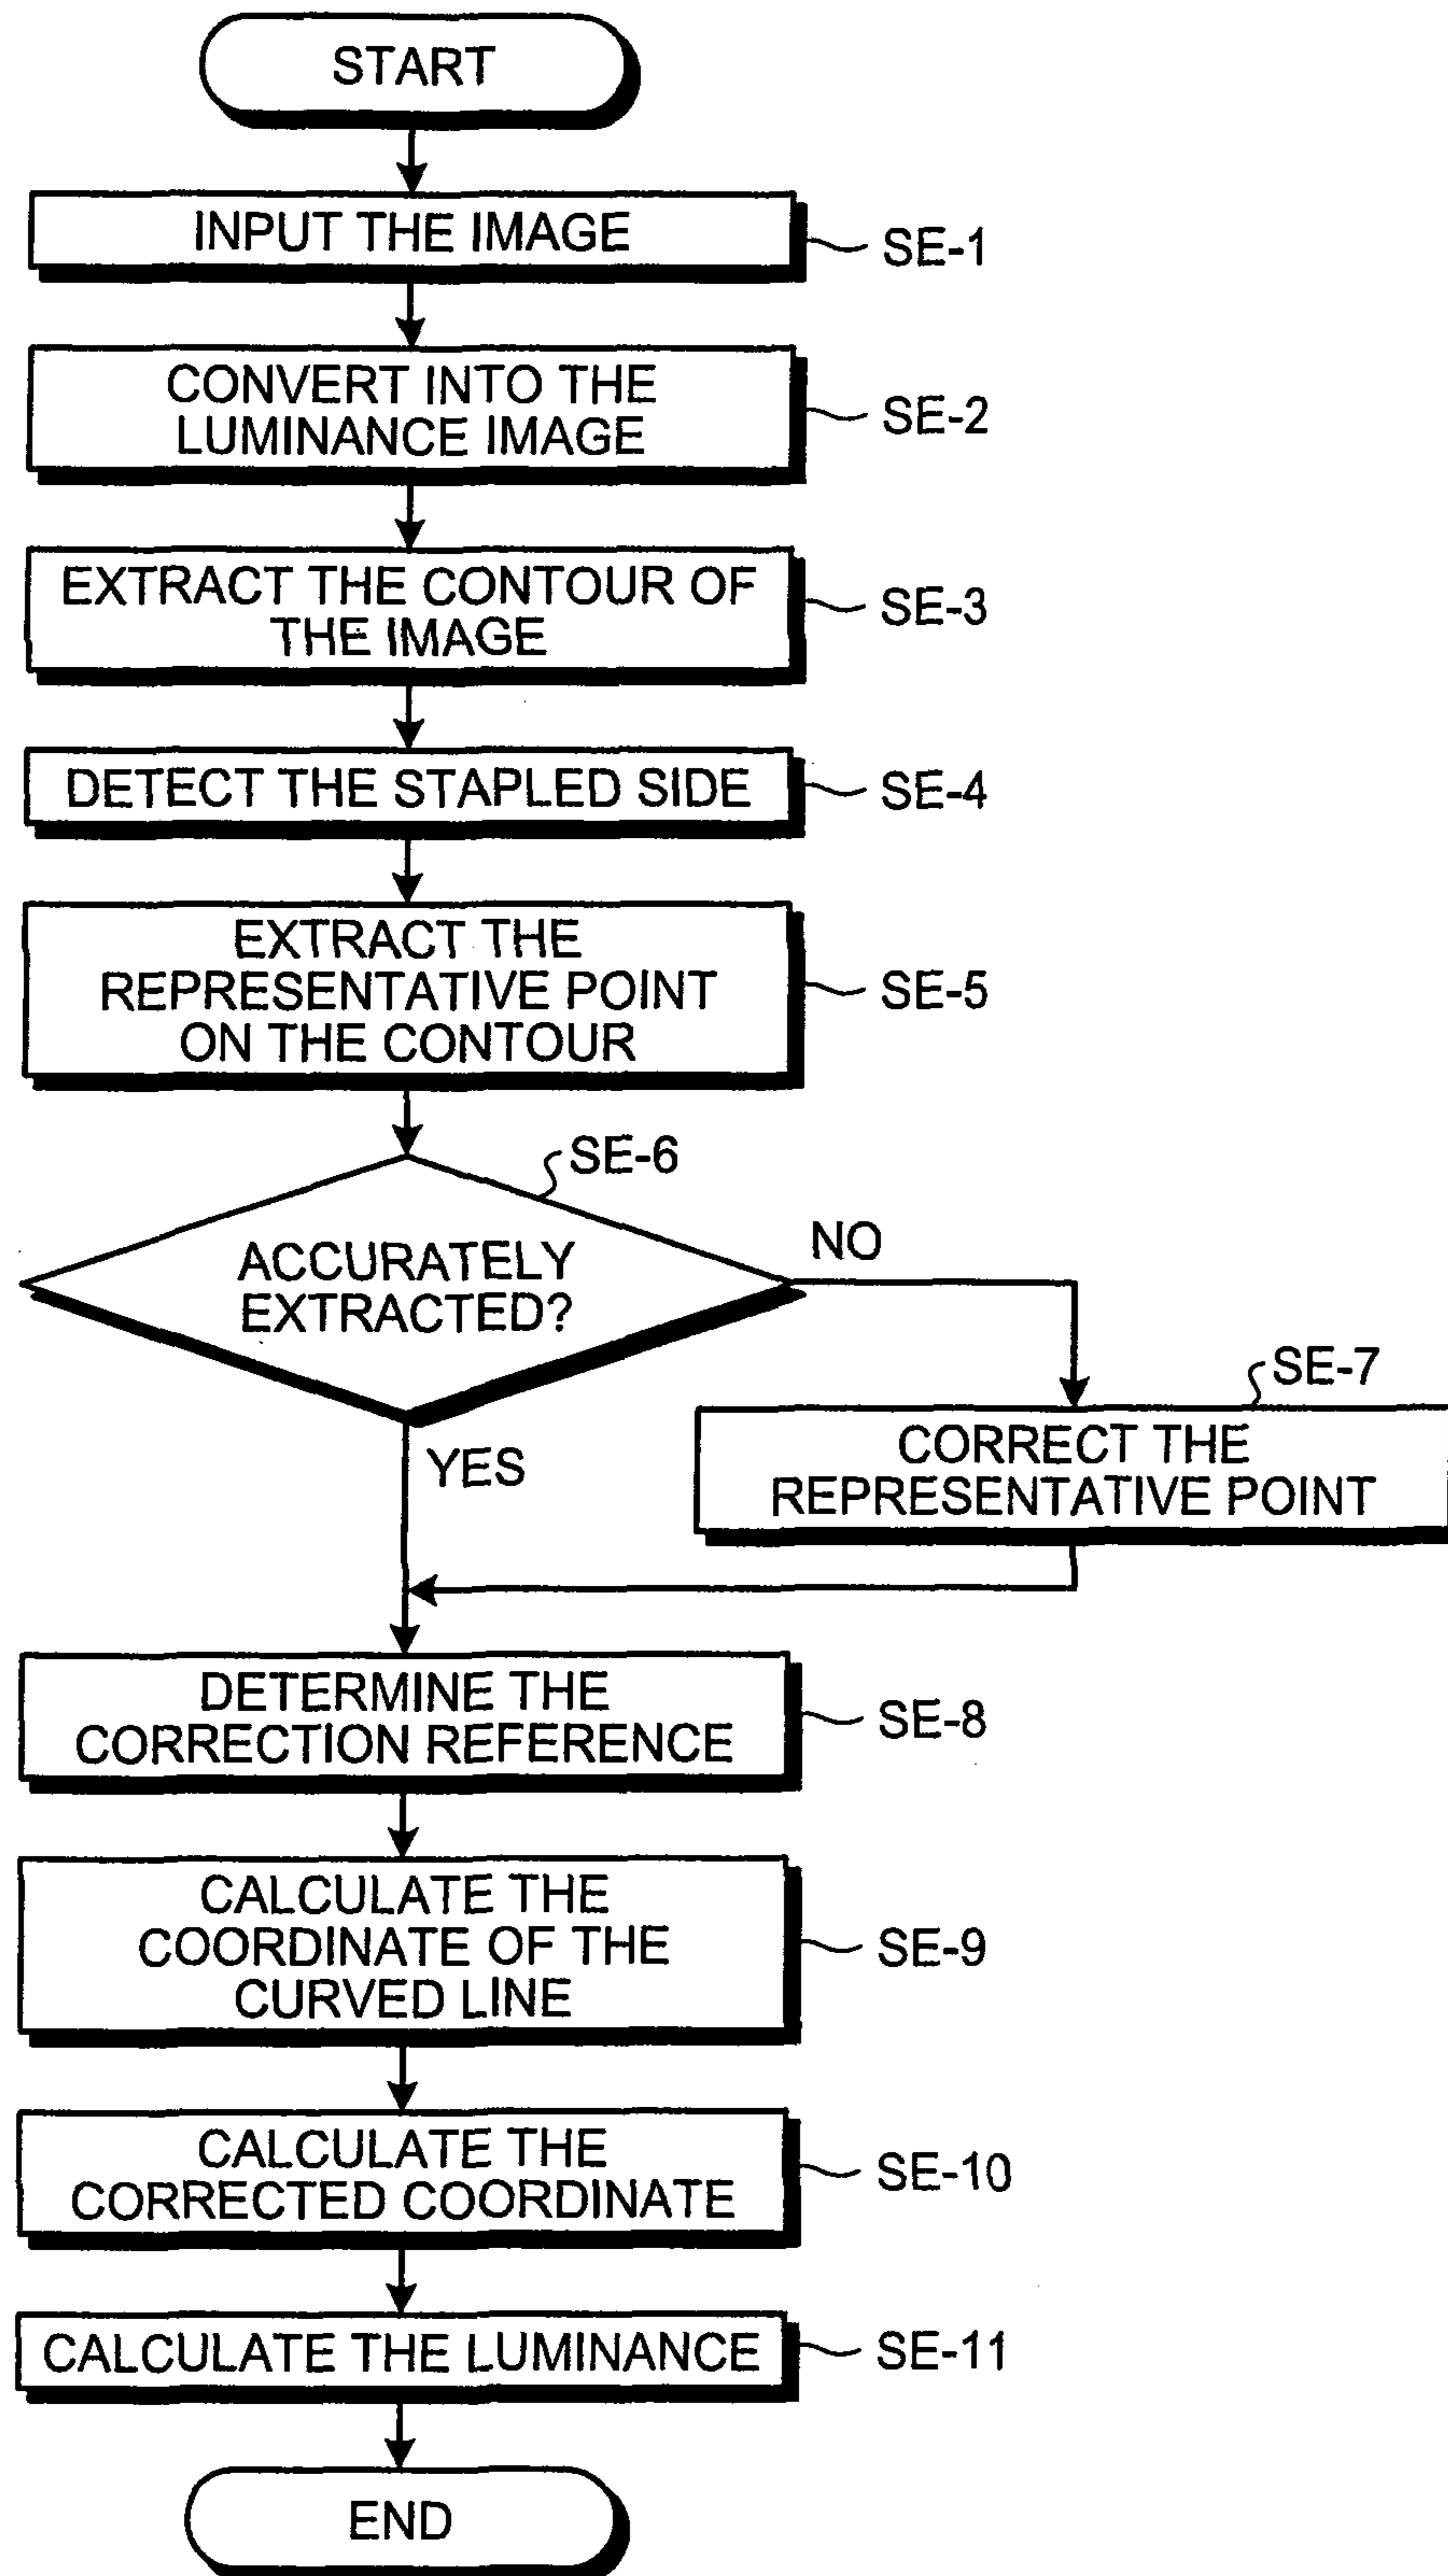 START
INPUT THE IMAGE
SE-1
CONVERT INTO THE
LUMINANCE IMAGE
SE-2
EXTRACT THE CONTOUR OF
THE IMAGE
SE-3
DETECT THE STAPLED SIDE
SE-4
EXTRACT THE
REPRESENTATIVE POINT
ON THE CONTOUR
SE-5
SE-6
ACCURATELY
EXTRACTED?
NO
YES
SE-7
CORRECT THE
REPRESENTATIVE POINT
DETERMINE THE
CORRECTION REFERENCE
SE-8
CALCULATE THE
COORDINATE OF THE
CURVED LINE
SE-9
CALCULATE THE
CORRECTED COORDINATE
SE-10
CALCULATE THE LUMINANCE
SE-11
END